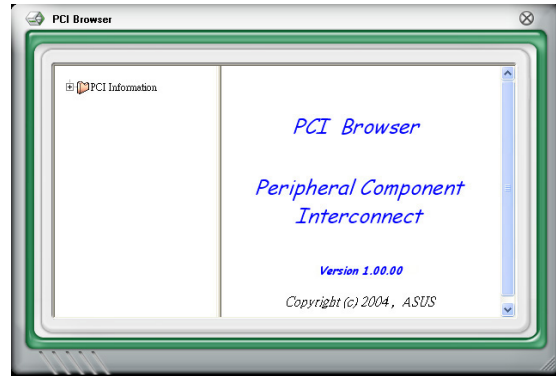 PCI Browser
PCI Information
PCI Browser
Peripheral Component
Interconnect
Version 1.00.00
Copyright (c) 2004 , ASUS